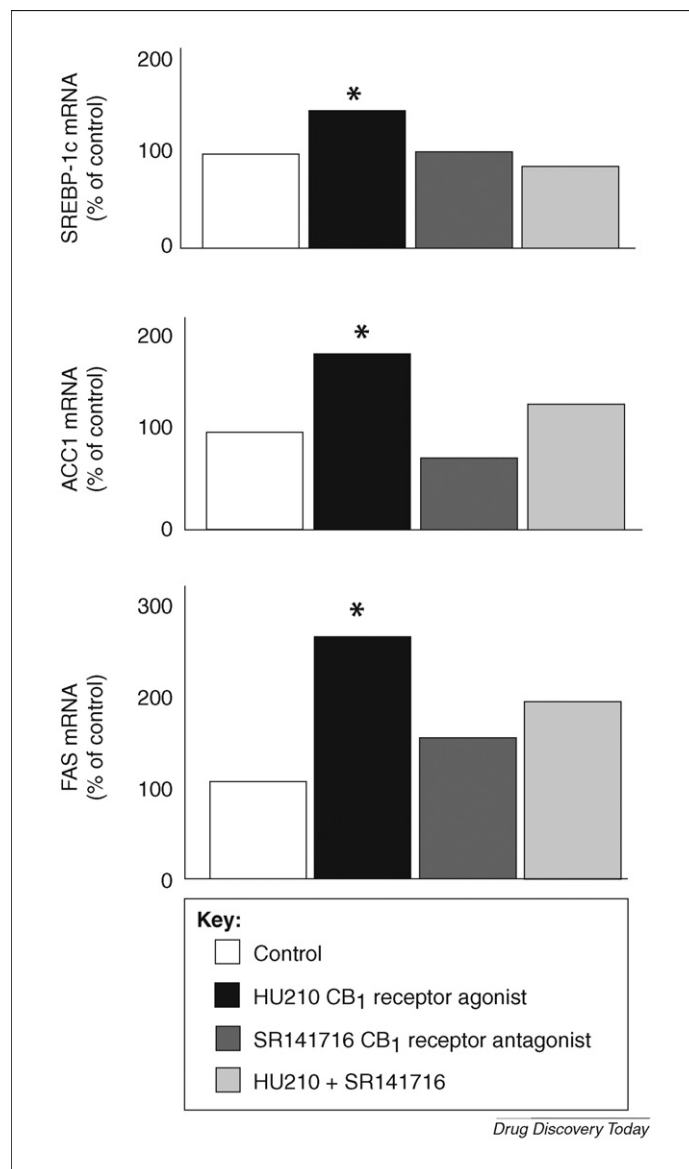 200
*
SREBP-1c mRNA
(% of control)
100
0
200
*
ACC1 mRNA
(% of control)
100
0
300
*
200
FAS mRNA
(% of control)
100
0
Key:
Control
HU210 CB₁ receptor agonist
SR141716 CB₁ receptor antagonist
HU210 + SR141716
Drug Discovery Today